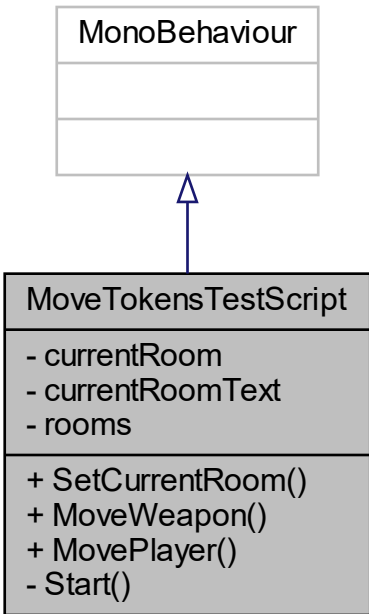 MonoBehaviour
MoveTokensTestScript
- currentRoom
- currentRoomText
- rooms
+ SetCurrentRoom()
+ MoveWeapon()
+ MovePlayer()
- Start()